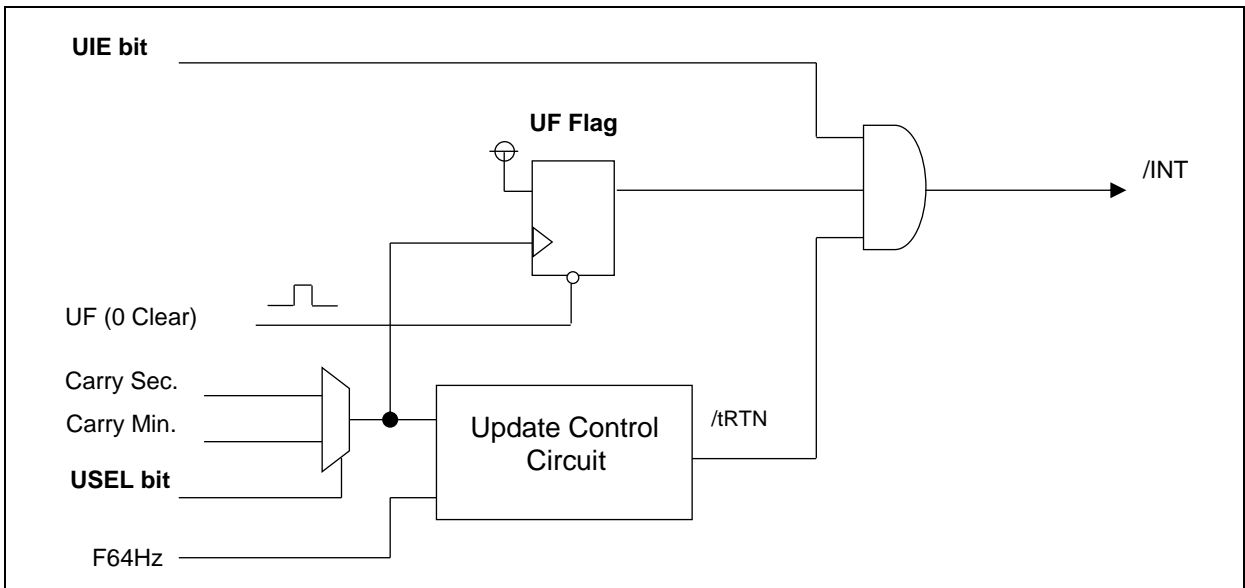 UIE bit
UF Flag
/INT
UF (0 Clear)
Carry Sec.
Carry Min.
USEL bit
F64Hz
Update Control
Circuit
/tRTN